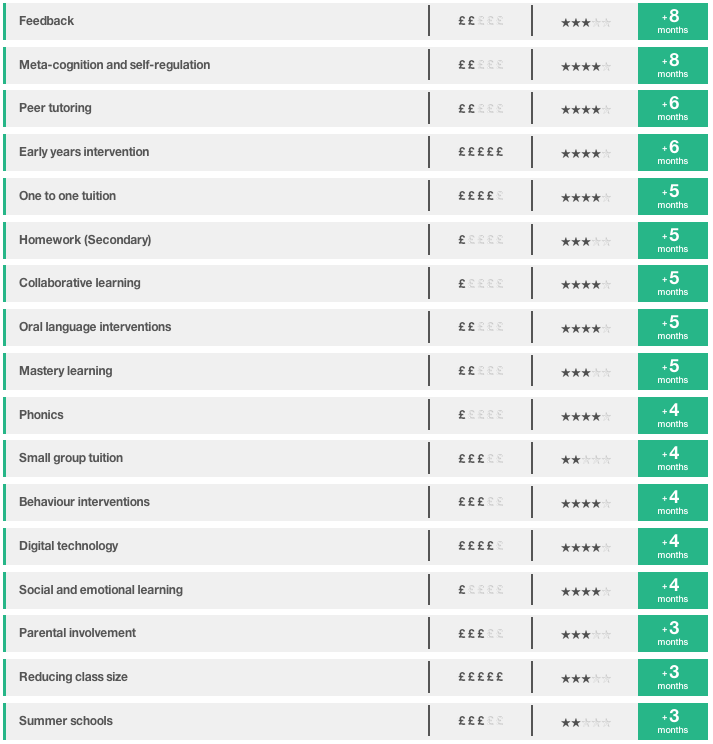 Feedback £££££ ★★★☆☆ +8
months
Meta-cognition and self-regulation £££££ ★★★★☆ +8
months
Peer tutoring £££££ ★★★★☆ +6
months
Early years intervention £££££ ★★★★☆ +6
months
One to one tuition £££££ ★★★★☆ +5
months
Homework (Secondary) £££££ ★★★☆☆ +5
months
Collaborative learning £££££ ★★★★☆ +5
months
Oral language interventions £££££ ★★★★☆ +5
months
Mastery learning £££££ ★★★☆☆ +5
months
Phonics £££££ ★★★★☆ +4
months
Small group tuition £££££ ★★☆☆☆ +4
months
Behaviour interventions £££££ ★★★★☆ +4
months
Digital technology £££££ ★★★★☆ +4
months
Social and emotional learning £££££ ★★★★☆ +4
months
Parental involvement £££££ ★★★☆☆ +3
months
Reducing class size £££££ ★★★☆☆ +3
months
Summer schools £££££ ★★☆☆☆ +3
months